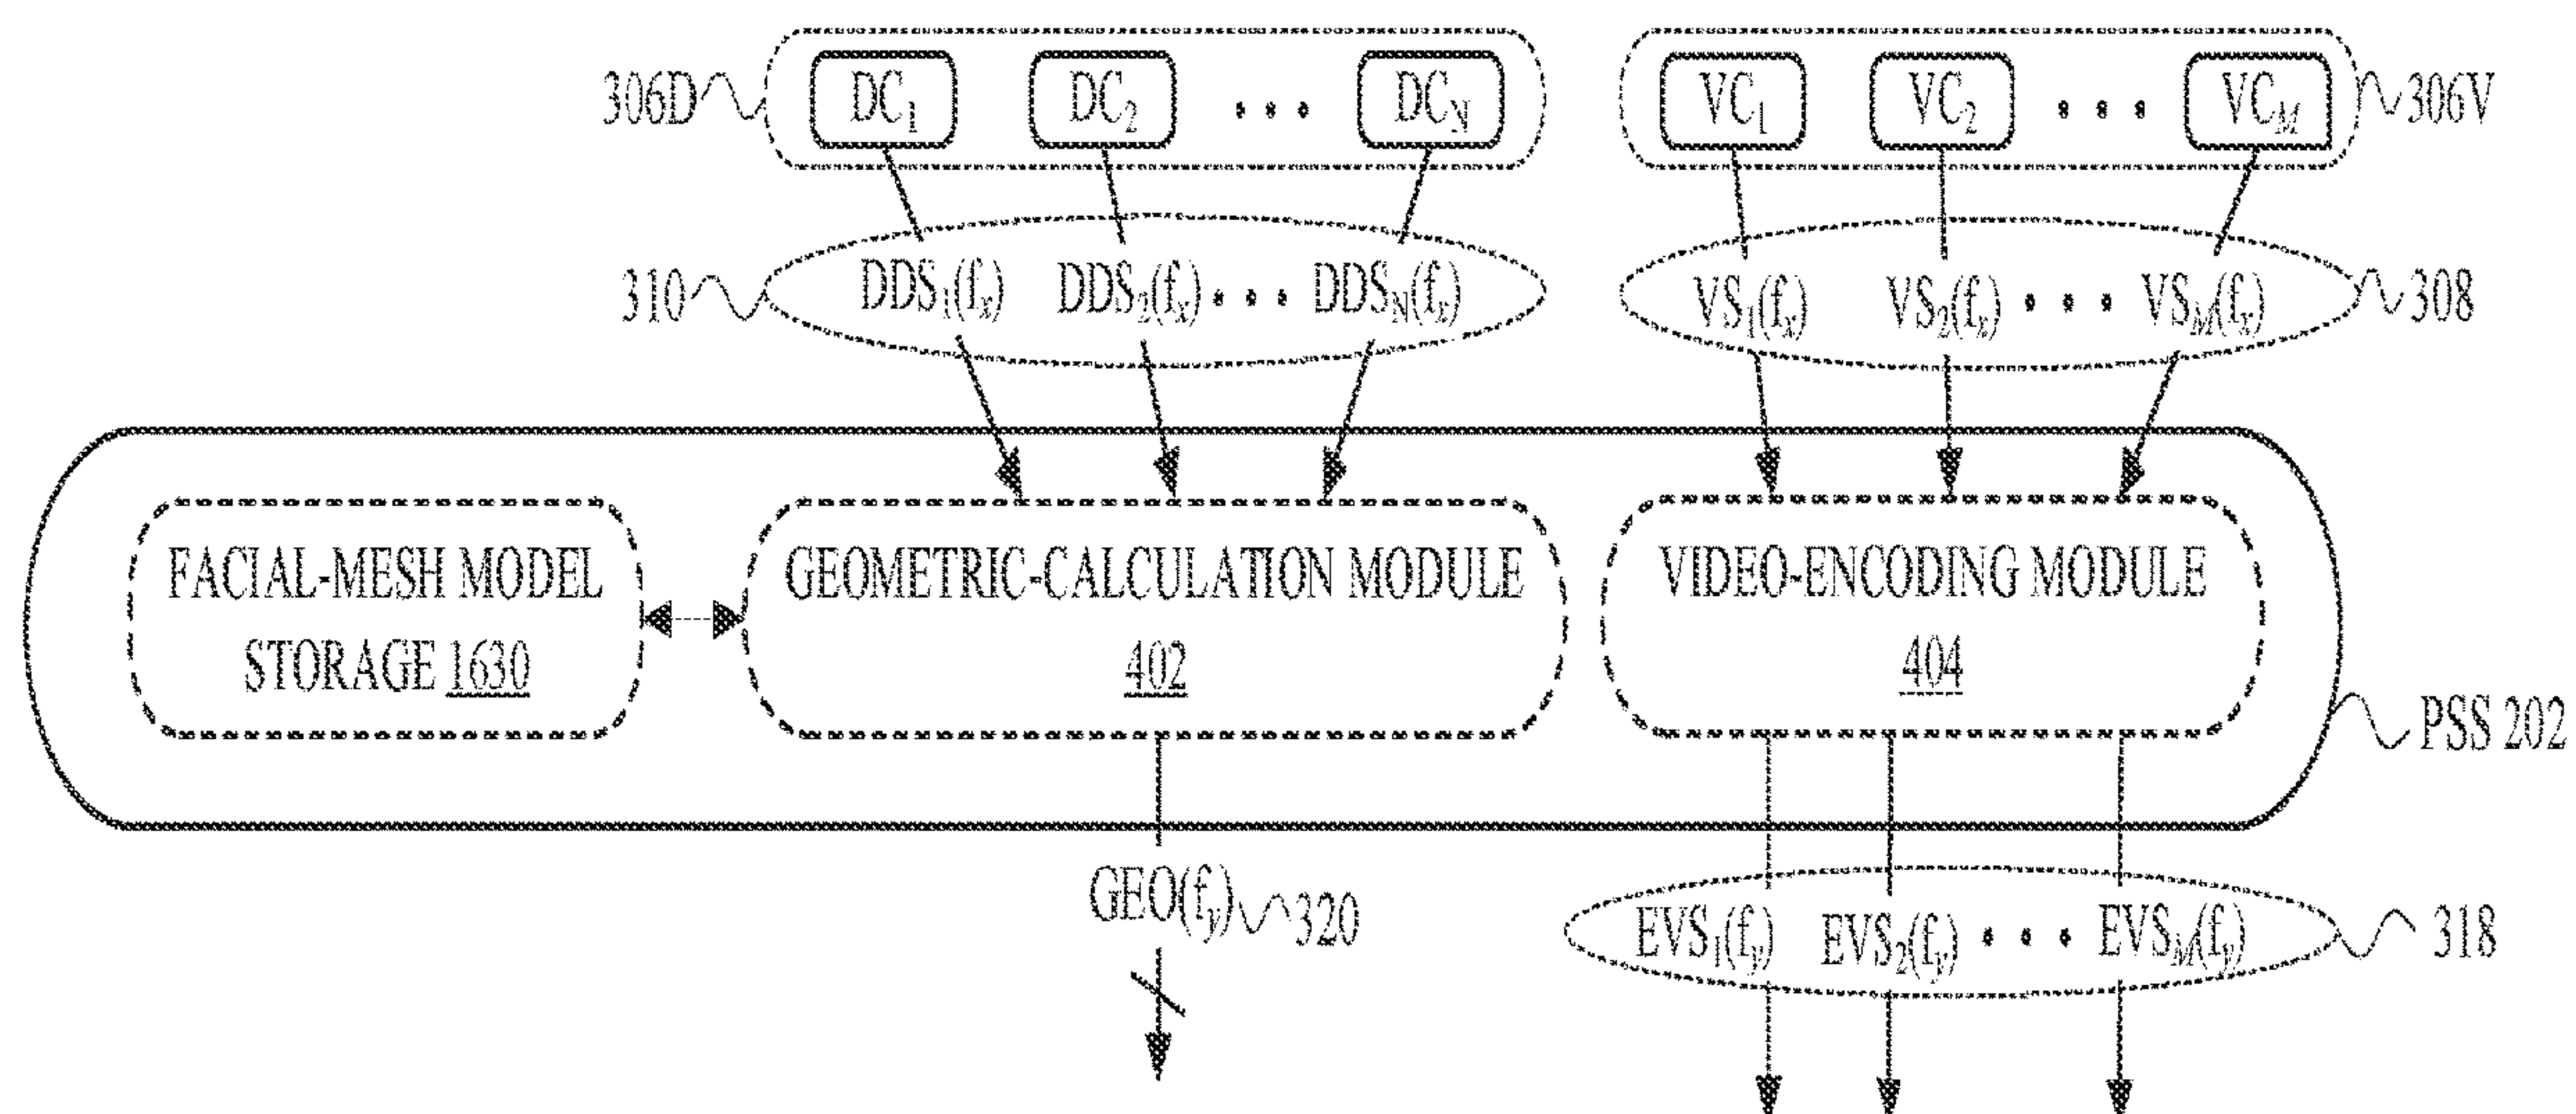 306D DC1 DC2 • • • DCN VC1 VC2 • • • VCM 306V
310 DDS1(fx) DDS2(fx) • • • DDSN(fx) VS1(fx) VS2(fx) • • • VSM(fx) 308
FACIAL-MESH MODEL GEOMETRIC-CALCULATION MODULE VIDEO-ENCODING MODULE
STORAGE 1630 402 404
PSS 202
GEO(fy) 320 EVS1(fy) EVS2(fy) • • • EVSM(fy) 318